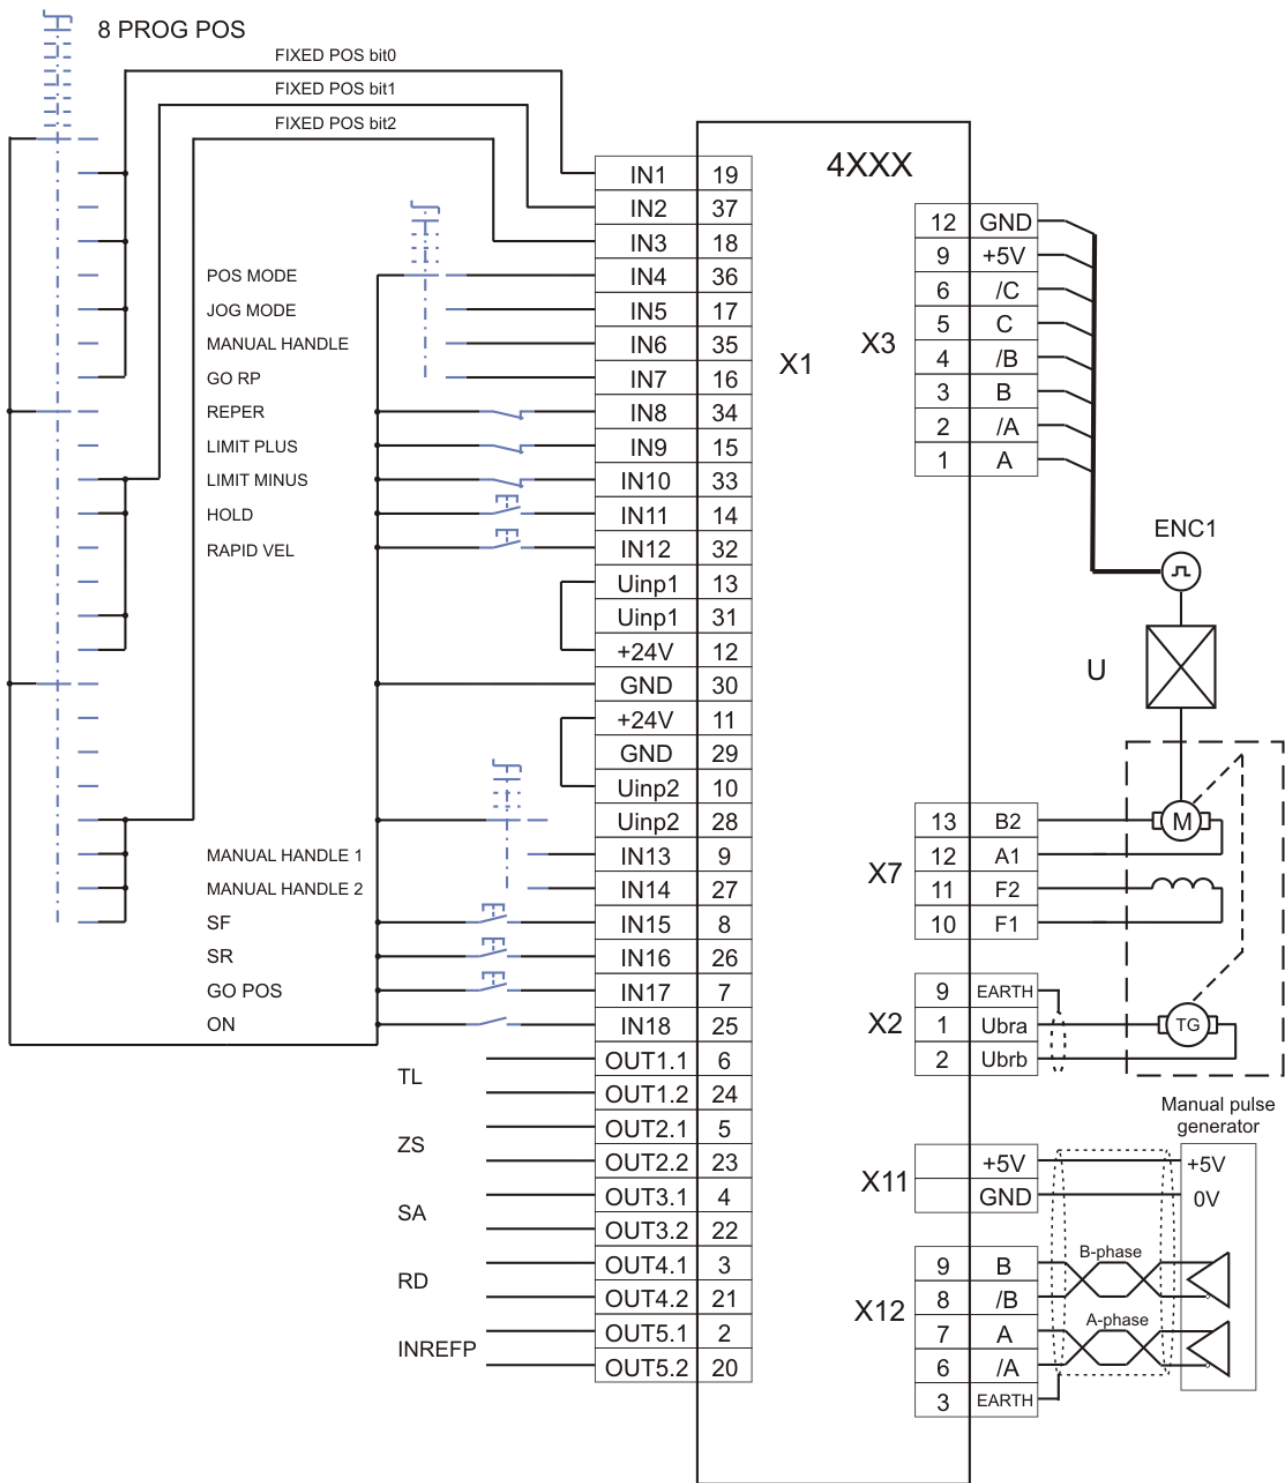 8 PROG POS
FIXED POS bit0
FIXED POS bit1
FIXED POS bit2
4XXX
X1
IN1 19
IN2 37
IN3 18
POS MODE IN4 36
JOG MODE IN5 17
MANUAL HANDLE IN6 35
GO RP IN7 16
REPER IN8 34
LIMIT PLUS IN9 15
LIMIT MINUS IN10 33
HOLD IN11 14
RAPID VEL IN12 32
Uinp1 13
Uinp1 31
+24V 12
GND 30
+24V 11
GND 29
Uinp2 10
Uinp2 28
MANUAL HANDLE 1 IN13 9
MANUAL HANDLE 2 IN14 27
SF IN15 8
SR IN16 26
GO POS IN17 7
ON IN18 25
TL
OUT1.1 6
OUT1.2 24
ZS
OUT2.1 5
OUT2.2 23
SA
OUT3.1 4
OUT3.2 22
RD
OUT4.1 3
OUT4.2 21
INREFP
OUT5.1 2
OUT5.2 20
X3
12 GND
9 +5V
6 /C
5 C
4 /B
3 B
2 /A
1 A
ENC1
U
X7
13 B2
12 A1
11 F2
10 F1
M
X2
9 EARTH
1 Ubra
2 Ubrb
TG
Manual pulse
generator
X11
+5V +5V
GND 0V
X12
9 B
8 /B
7 A
6 /A
3 EARTH
B-phase
A-phase